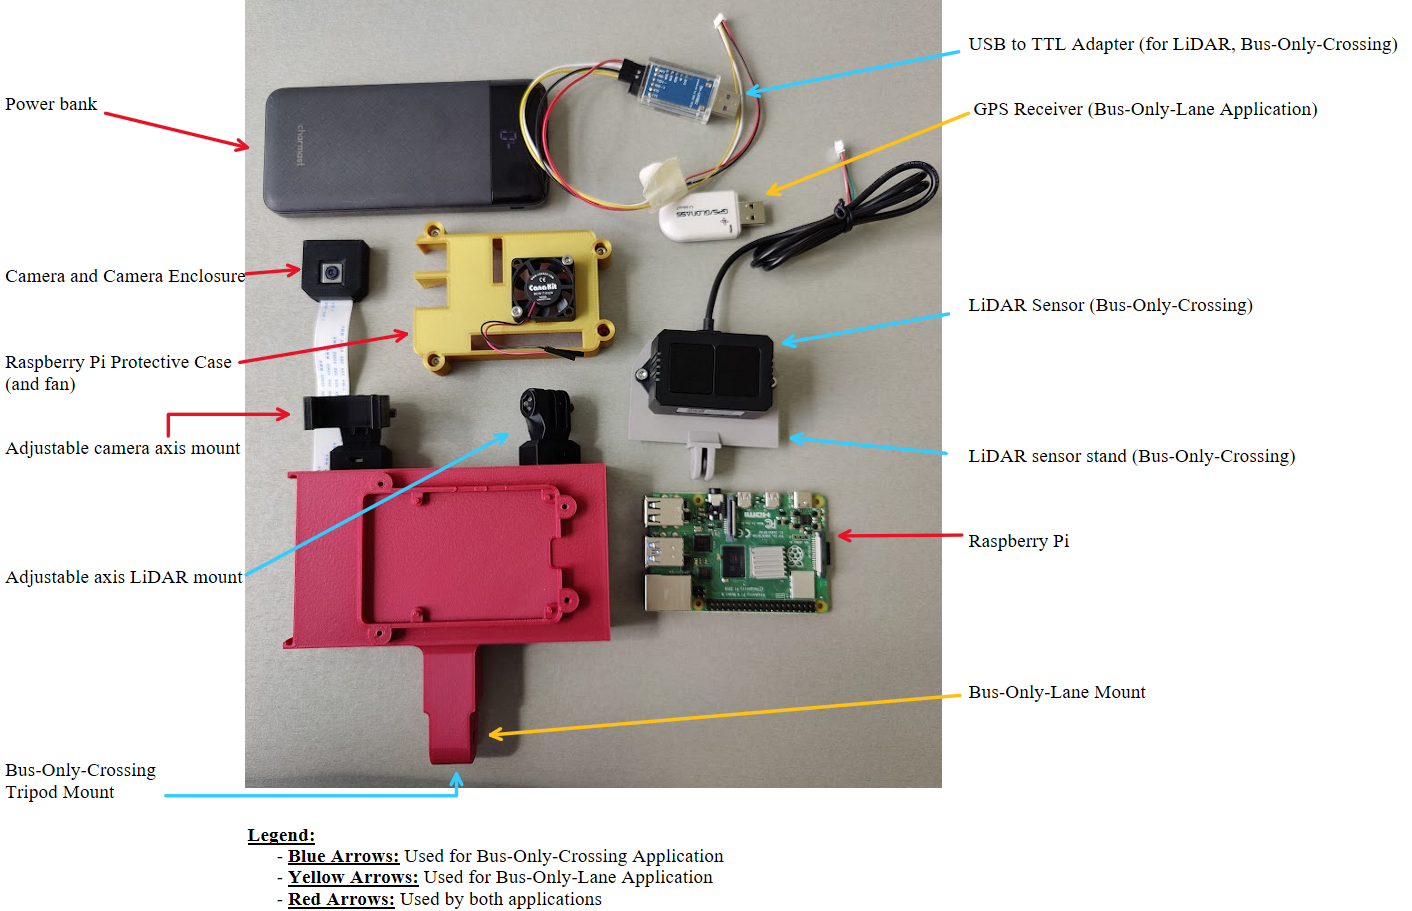 USB to TTL Adapter (for LiDAR, Bus-Only-Crossing)
Power bank
GPS Receiver (Bus-Only-Lane Application)
charmast
GPS/GLONASS
Camera and Camera Enclosure
CanaKit
LiDAR Sensor (Bus-Only-Crossing)
Raspberry Pi Protective Case
(and fan)
Adjustable camera axis mount
LiDAR sensor stand (Bus-Only-Crossing)
HDMI
Raspberry Pi
Adjustable axis LiDAR mount
Bus-Only-Lane Mount
Bus-Only-Crossing
Tripod Mount
Legend:
- Blue Arrows: Used for Bus-Only-Crossing Application
- Yellow Arrows: Used for Bus-Only-Lane Application
- Red Arrows: Used by both applications